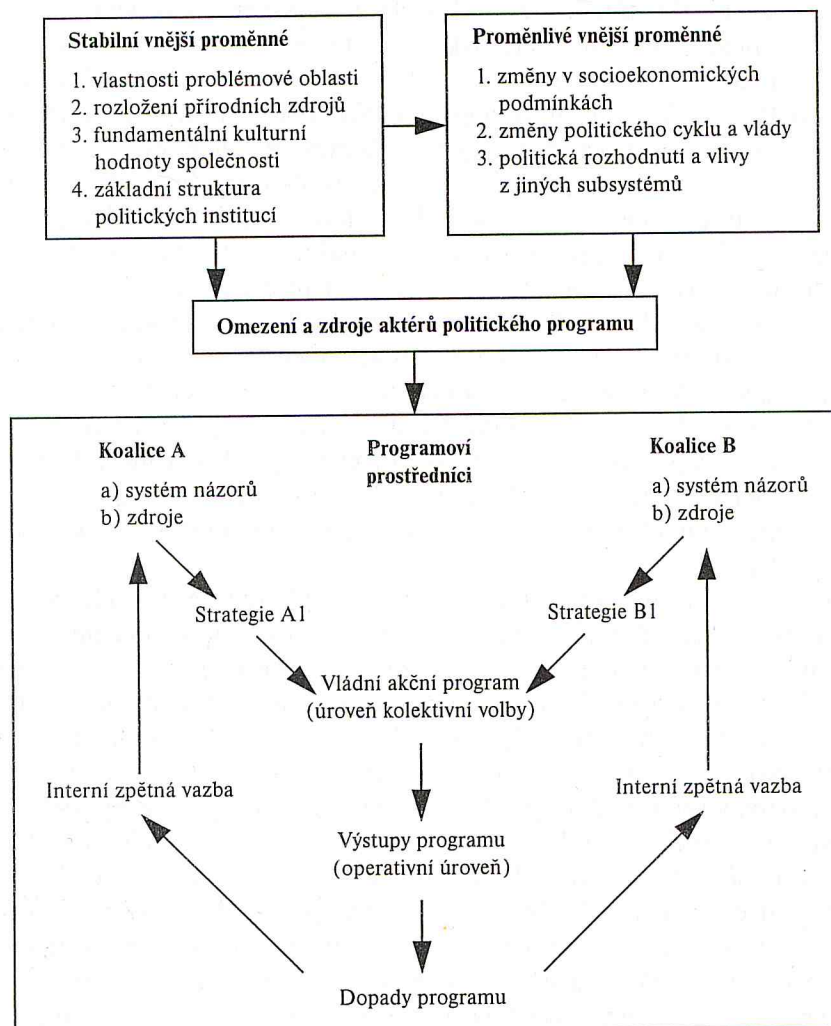 Stabilní vnější proměnné
1. vlastnosti problémové oblasti
2. rozložení přírodních zdrojů
3. fundamentální kulturní
hodnoty společnosti
4. základní struktura
politických institucí
Proměnlivé vnější proměnné
1. změny v socioekonomických
podmínkách
2. změny politického cyklu a vlády
3. politická rozhodnutí a vlivy
z jiných subsystémů
Omezení a zdroje aktérů politického programu
Koalice A
a) systém názorů
b) zdroje
Programoví
prostředníci
Koalice B
a) systém názorů
b) zdroje
Strategie A1
Strategie B1
Vládní akční program
(úroveň kolektivní volby)
Interní zpětná vazba
Interní zpětná vazba
Výstupy programu
(operativní úroveň)
Dopady programu